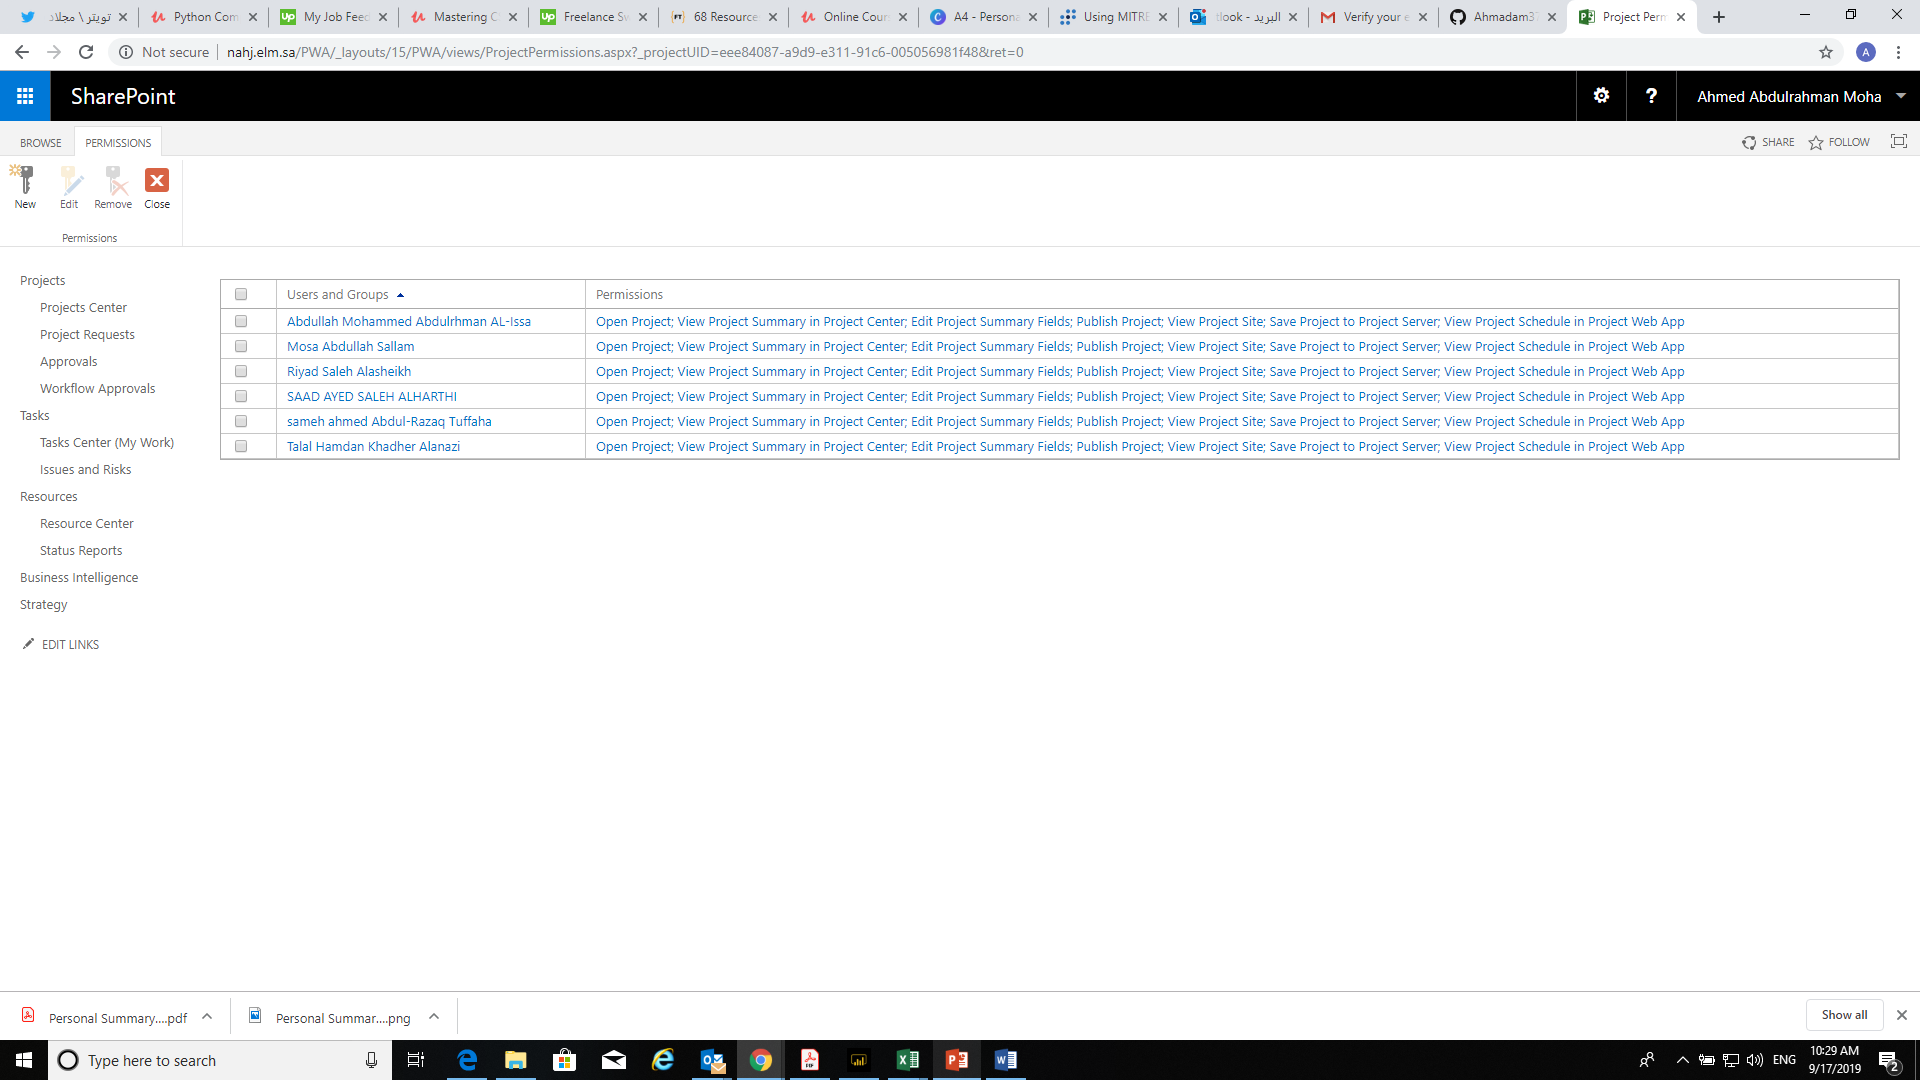 تويتر \ مجلاد
Python Com
My Job Feed
Mastering C
Freelance Sw
68 Resource
Online Cour
A4 - Persona
Using MITRE
tlook - البريد
Verify your e
Ahmadam37
Project Perm
Not secure nahj.elm.sa/PWA/_layouts/15/PWA/views/ProjectPermissions.aspx?_projectUID=eee84087-a9d9-e311-91c6-005056981f48&ret=0
A
SharePoint
? Ahmed Abdulrahman Moha
BROWSE PERMISSIONS SHARE FOLLOW
New Edit Remove Close
Permissions
Projects
Projects Center
Project Requests
Approvals
Workflow Approvals
Tasks
Tasks Center (My Work)
Issues and Risks
Resources
Resource Center
Status Reports
Business Intelligence
Strategy
EDIT LINKS
Users and Groups Permissions
Abdullah Mohammed Abdulrhman AL-Issa Open Project; View Project Summary in Project Center; Edit Project Summary Fields; Publish Project; View Project Site; Save Project to Project Server; View Project Schedule in Project Web App
Mosa Abdullah Sallam Open Project; View Project Summary in Project Center; Edit Project Summary Fields; Publish Project; View Project Site; Save Project to Project Server; View Project Schedule in Project Web App
Riyad Saleh Alasheikh Open Project; View Project Summary in Project Center; Edit Project Summary Fields; Publish Project; View Project Site; Save Project to Project Server; View Project Schedule in Project Web App
SAAD AYED SALEH ALHARTHI Open Project; View Project Summary in Project Center; Edit Project Summary Fields; Publish Project; View Project Site; Save Project to Project Server; View Project Schedule in Project Web App
sameh ahmed Abdul-Razaq Tuffaha Open Project; View Project Summary in Project Center; Edit Project Summary Fields; Publish Project; View Project Site; Save Project to Project Server; View Project Schedule in Project Web App
Talal Hamdan Khadher Alanazi Open Project; View Project Summary in Project Center; Edit Project Summary Fields; Publish Project; View Project Site; Save Project to Project Server; View Project Schedule in Project Web App
Personal Summary....pdf Personal Summar....png Show all
Type here to search
ENG
10:29 AM
9/17/2019
2